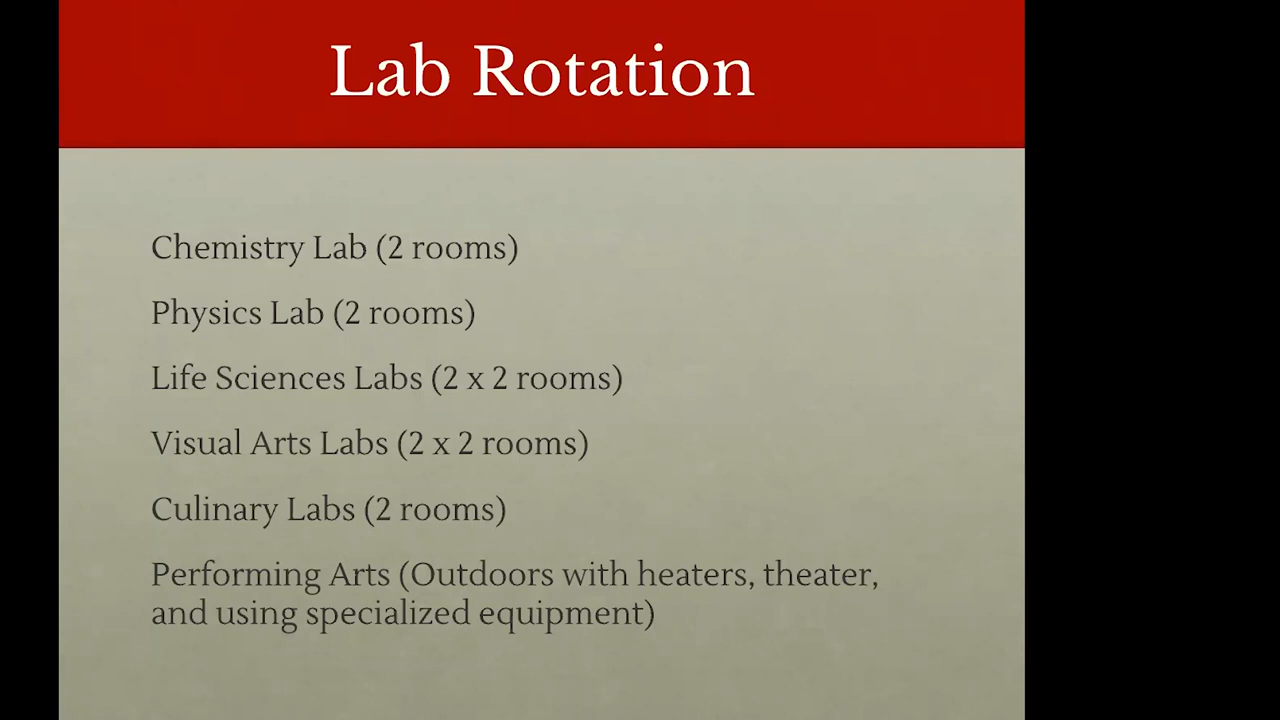 Lab Rotation
Chemistry Lab (2 rooms)
Physics Lab (2 rooms)
Life Sciences Labs (2 x 2 rooms)
Visual Arts Labs (2 x 2 rooms)
Culinary Labs (2 rooms)
Performing Arts (Outdoors with heaters, theater,
and using specialized equipment)